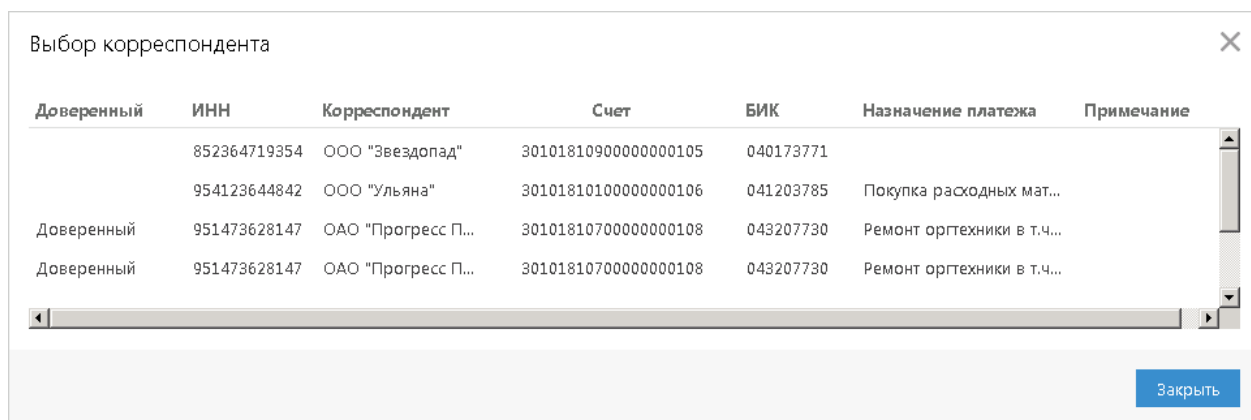 Выбор корреспондента
Доверенный ИНН Корреспондент Счет БИК Назначение платежа Примечание
852364719354 ООО "Звездопад" 30101810900000000105 040173771
954123644842 ООО "Ульяна" 30101810100000000106 041203785 Покупка расходных мат...
Доверенный 951473628147 ОАО "Прогресс П... 30101810700000000108 043207730 Ремонт оргтехники в т.ч...
Доверенный 951473628147 ОАО "Прогресс П... 30101810700000000108 043207730 Ремонт оргтехники в т.ч...
Закрыть